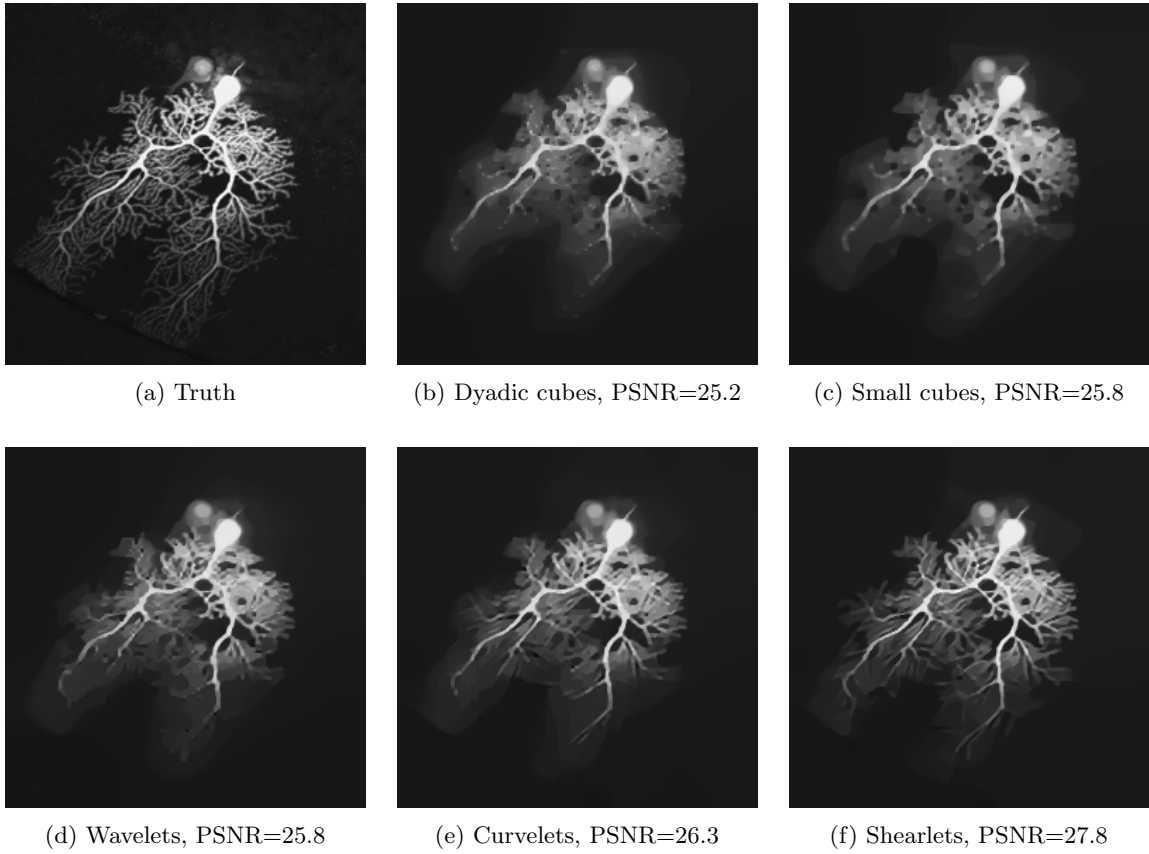 (a) Truth
(b) Dyadic cubes, PSNR=25.2
(c) Small cubes, PSNR=25.8
(d) Wavelets, PSNR=25.8
(e) Curvelets, PSNR=26.3
(f) Shearlets, PSNR=27.8